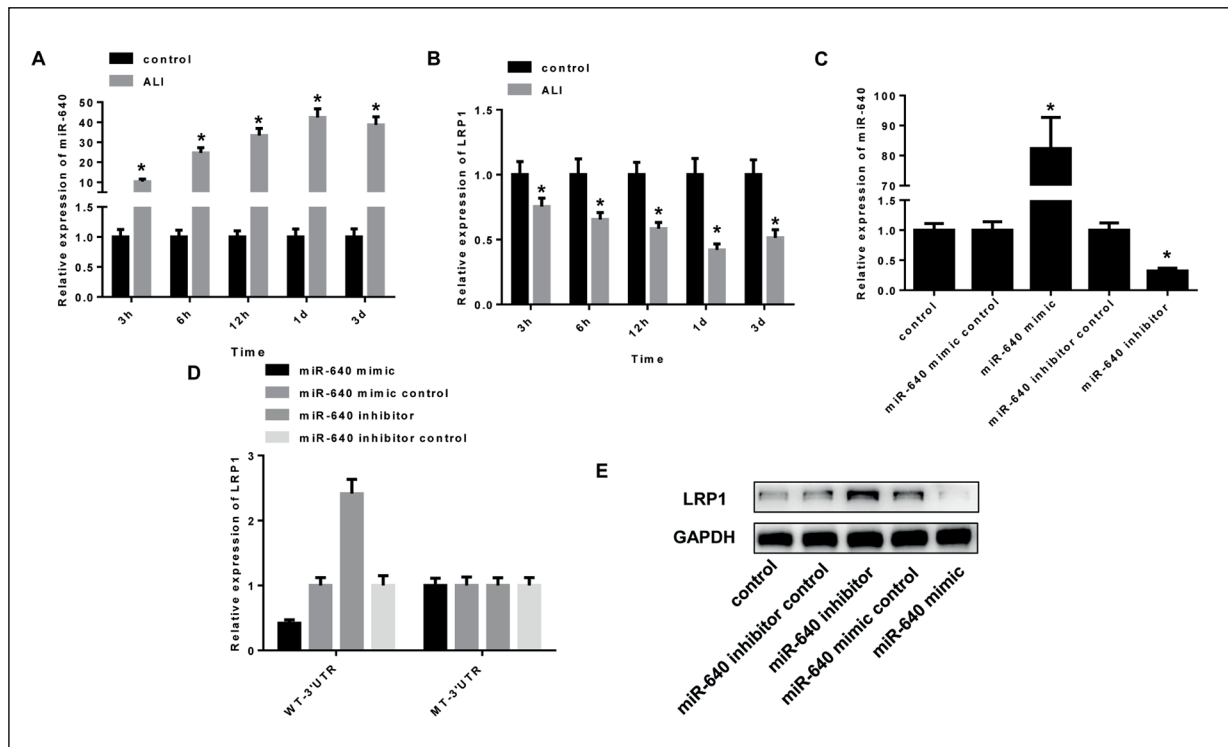 A
control
ALI
Relative expression of miR-640
50
40
30
20
10
1.5
1.0
0.5
0.0
* * * * *
3h 6h 12h 1d 3d
Time
B
control
ALI
Relative expression of LRP1
1.5
1.0
0.5
0.0
* * * * *
3h 6h 12h 1d 3d
Time
C
Relative expression of miR-640
100
90
80
70
1.5
1.0
0.5
0.0
* *
control
miR-640 mimic control
miR-640 mimic
miR-640 inhibitor control
miR-640 inhibitor
D
miR-640 mimic
miR-640 mimic control
miR-640 inhibitor
miR-640 inhibitor control
Relative expression of LRP1
3
2
1
0
WT-3'UTR
MT-3'UTR
E
LRP1
GAPDH
control
miR-640 inhibitor control
miR-640 inhibitor
miR-640 mimic control
miR-640 mimic